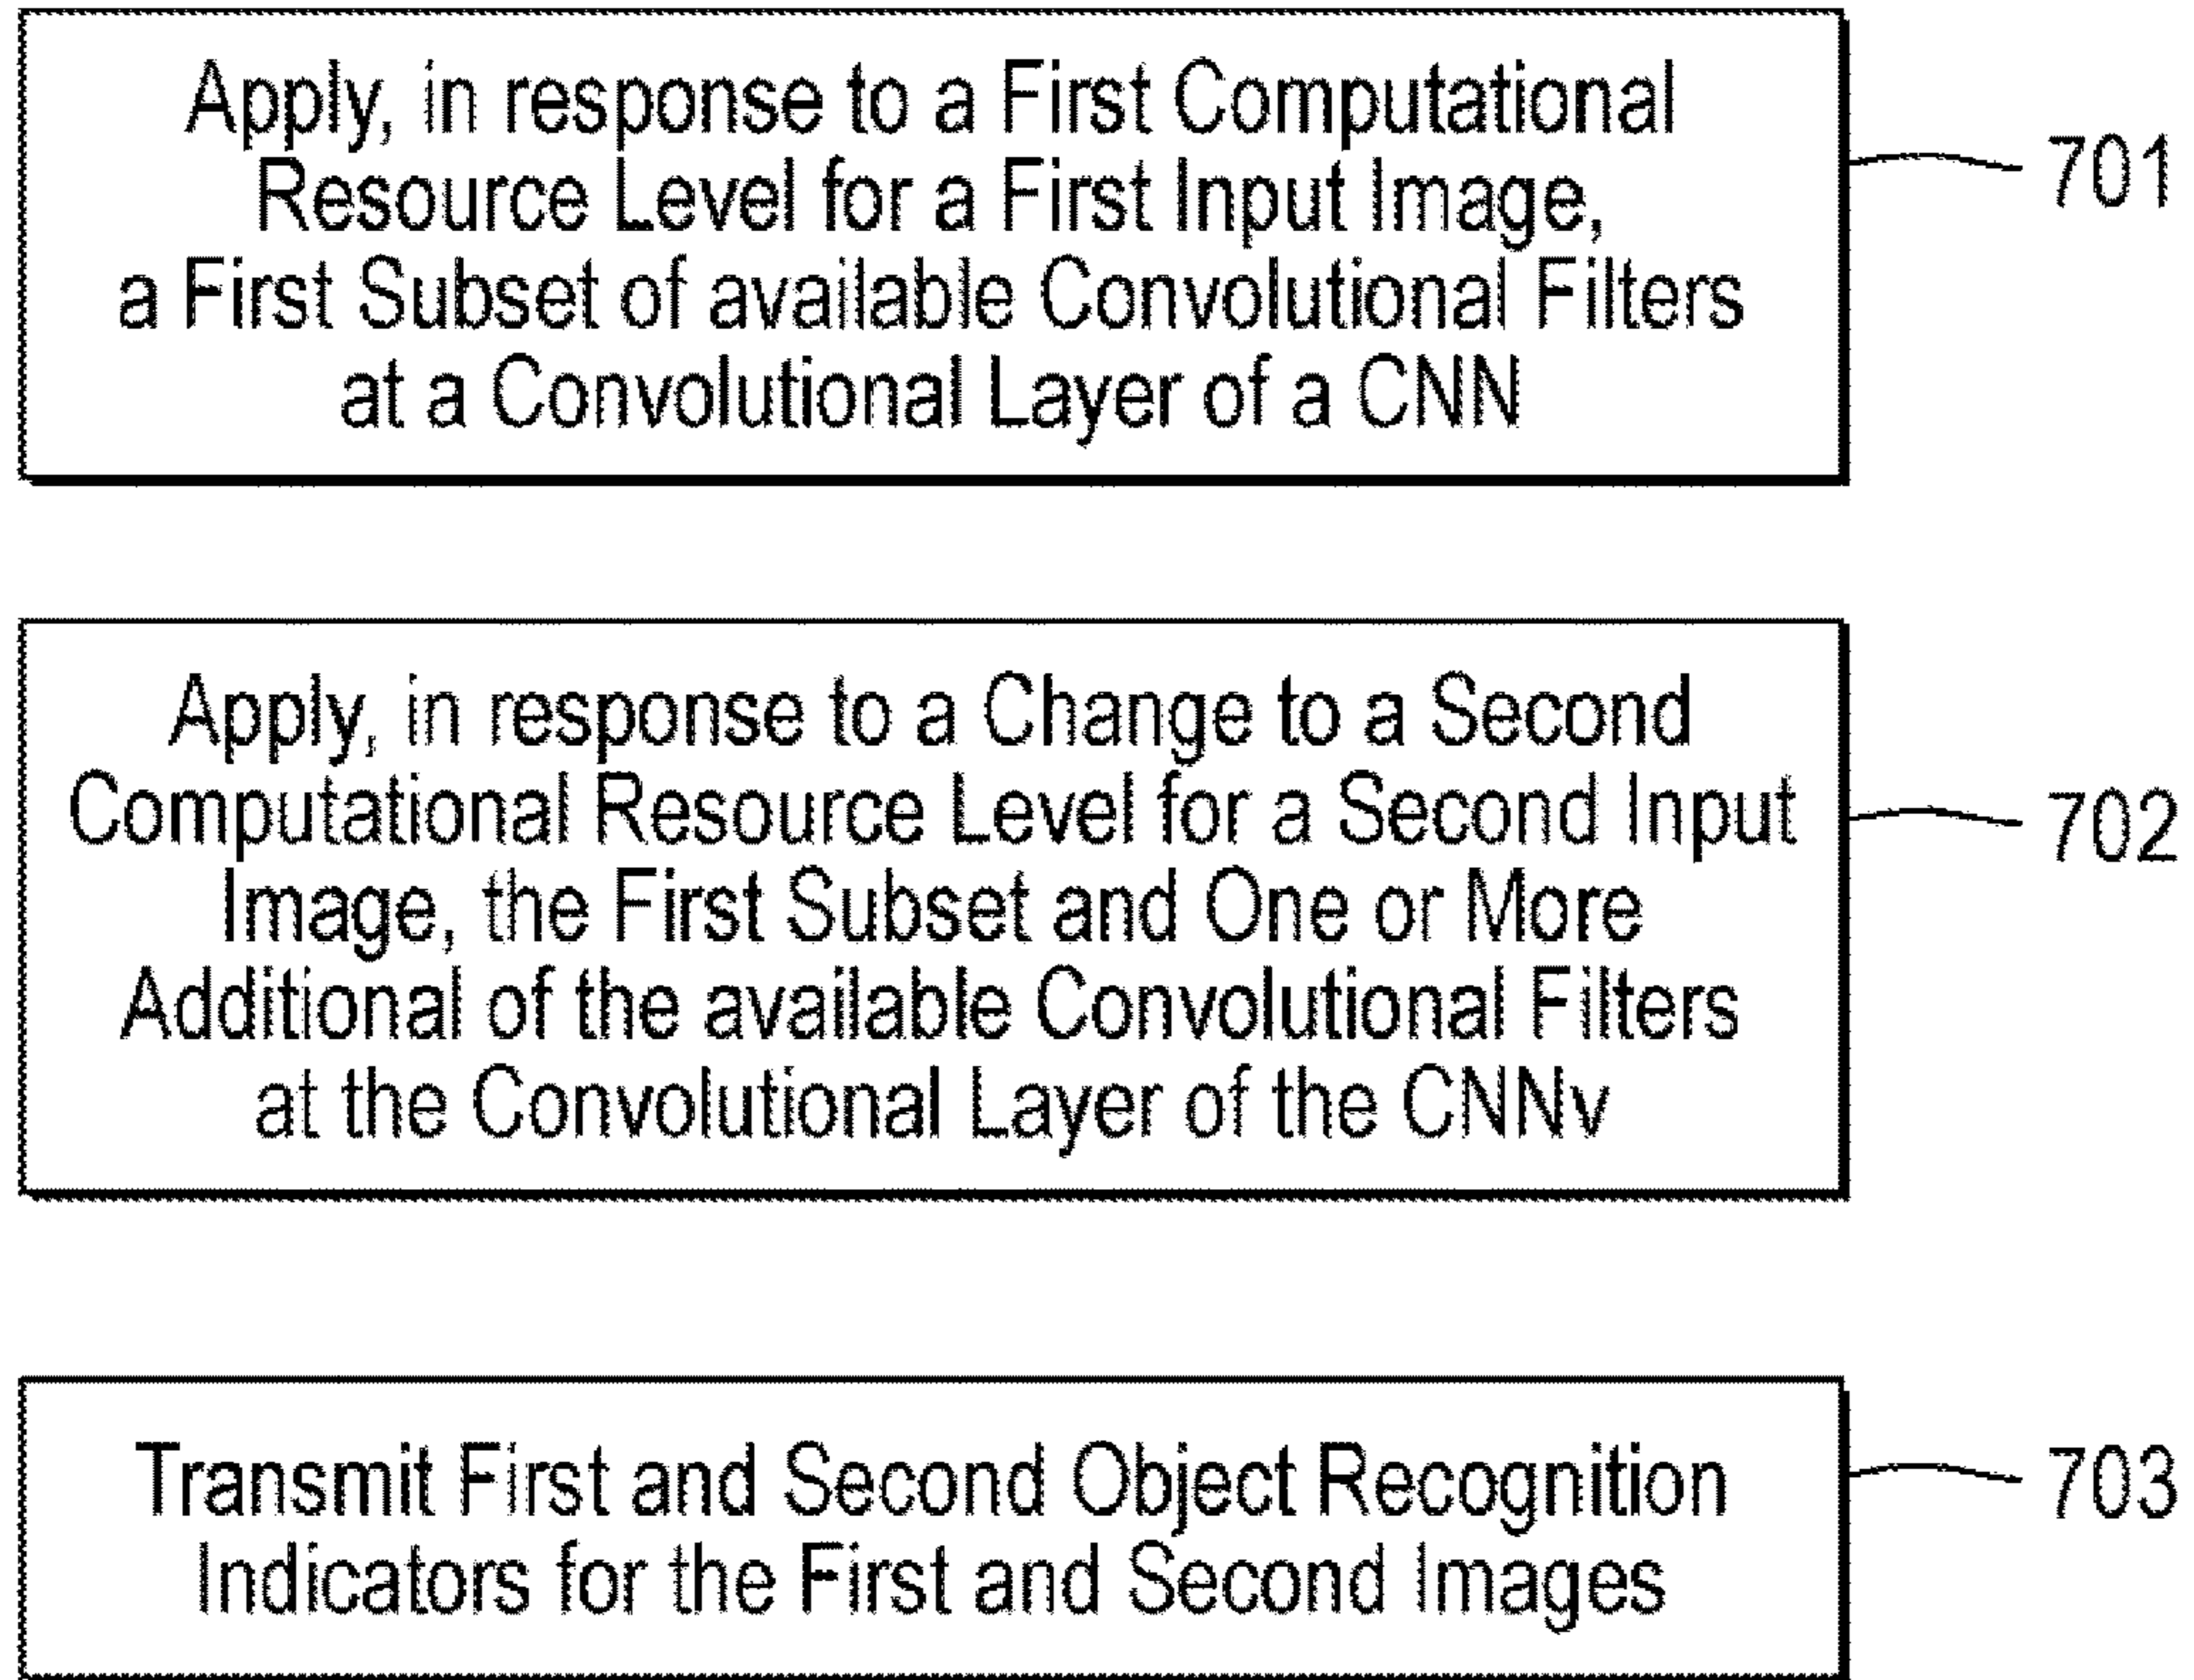 Apply, in response to a First Computational
Resource Level for a First Input Image,
a First Subset of available Convolutional Filters
at a Convolutional Layer of a CNN
701
Apply, in response to a Change to a Second
Computational Resource Level for a Second Input
Image, the First Subset and One or More
Additional of the available Convolutional Filters
at the Convolutional Layer of the CNNv
702
Transmit First and Second Object Recognition
Indicators for the First and Second Images
703